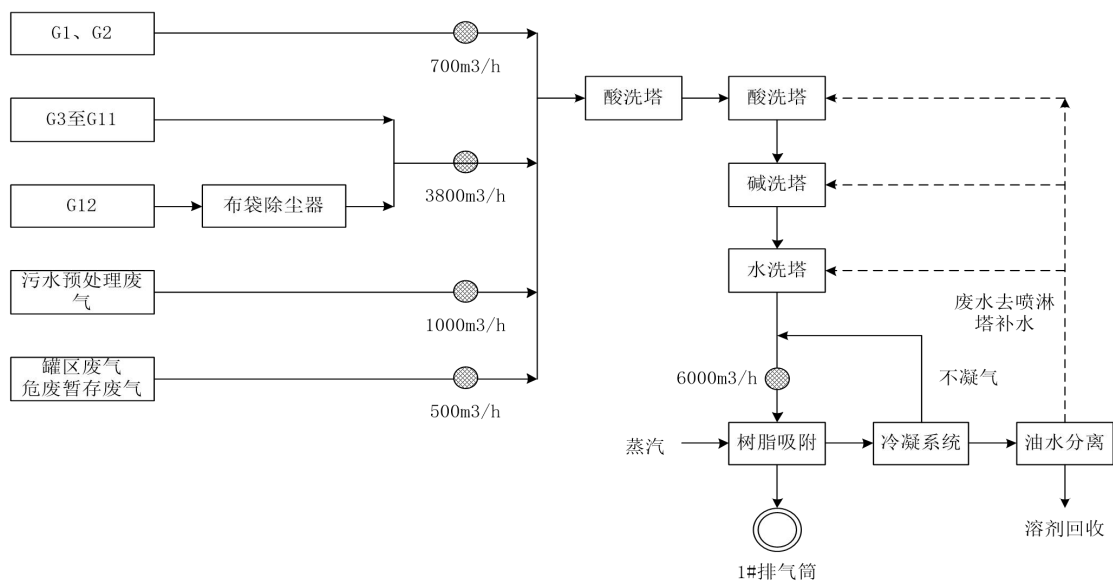 G1、G2
700m3/h
酸洗塔
酸洗塔
G3至G11
3800m3/h
碱洗塔
G12
布袋除尘器
水洗塔
污水预处理废
气
1000m3/h
废水去喷淋
塔补水
罐区废气
危废暂存废气
500m3/h
6000m3/h
不凝气
蒸汽
树脂吸附
冷凝系统
油水分离
溶剂回收
1#排气筒